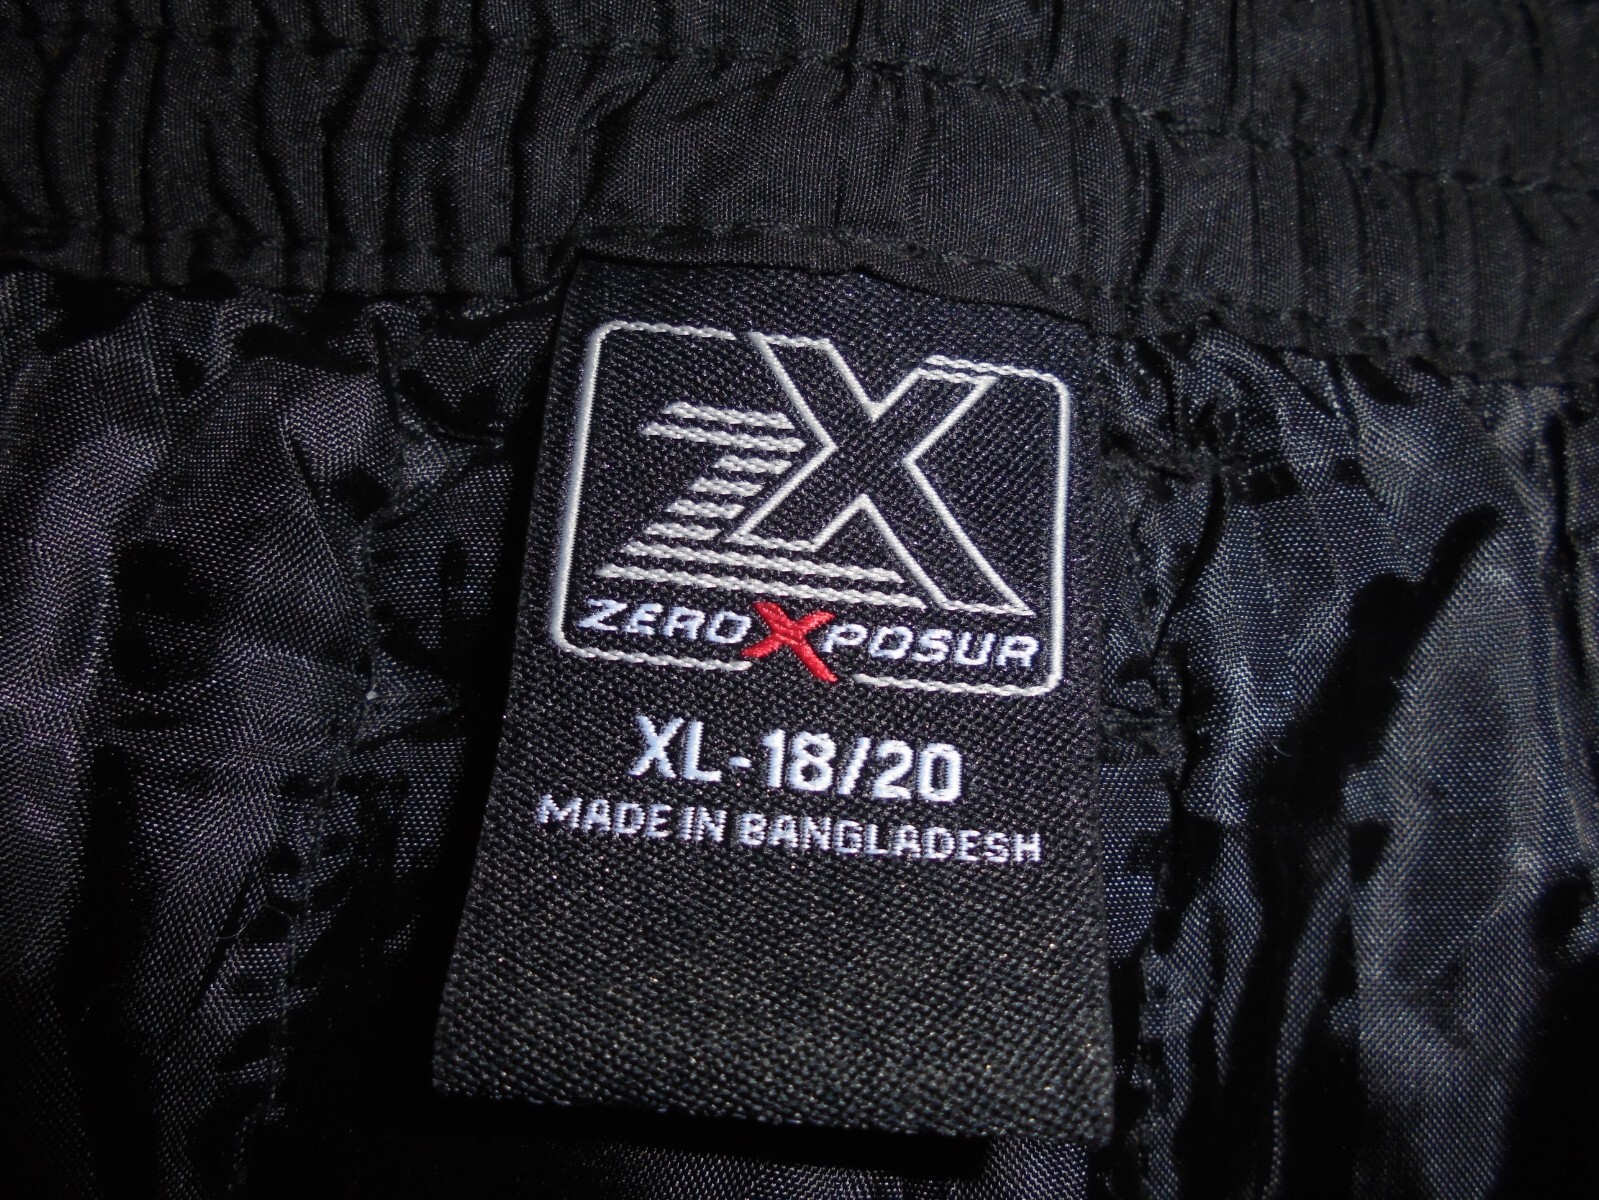 ZX
ZEROXPOSUR
XL-18/20
MADE IN BANGLADESH